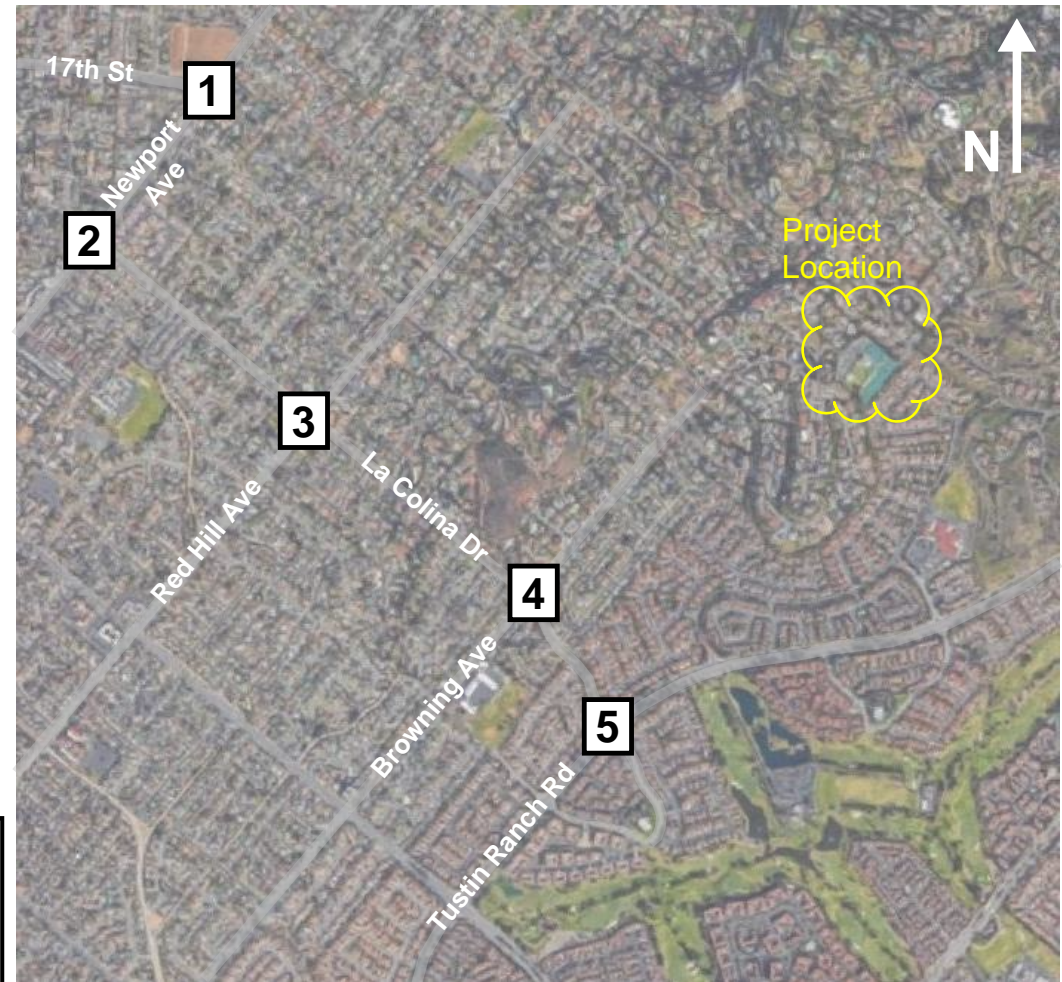 17th St
1
Newport
Ave
2
N
Project
Location
3
La Colina Dr
Red Hill Ave
4
Browning Ave
5
Tustin Ranch Rd